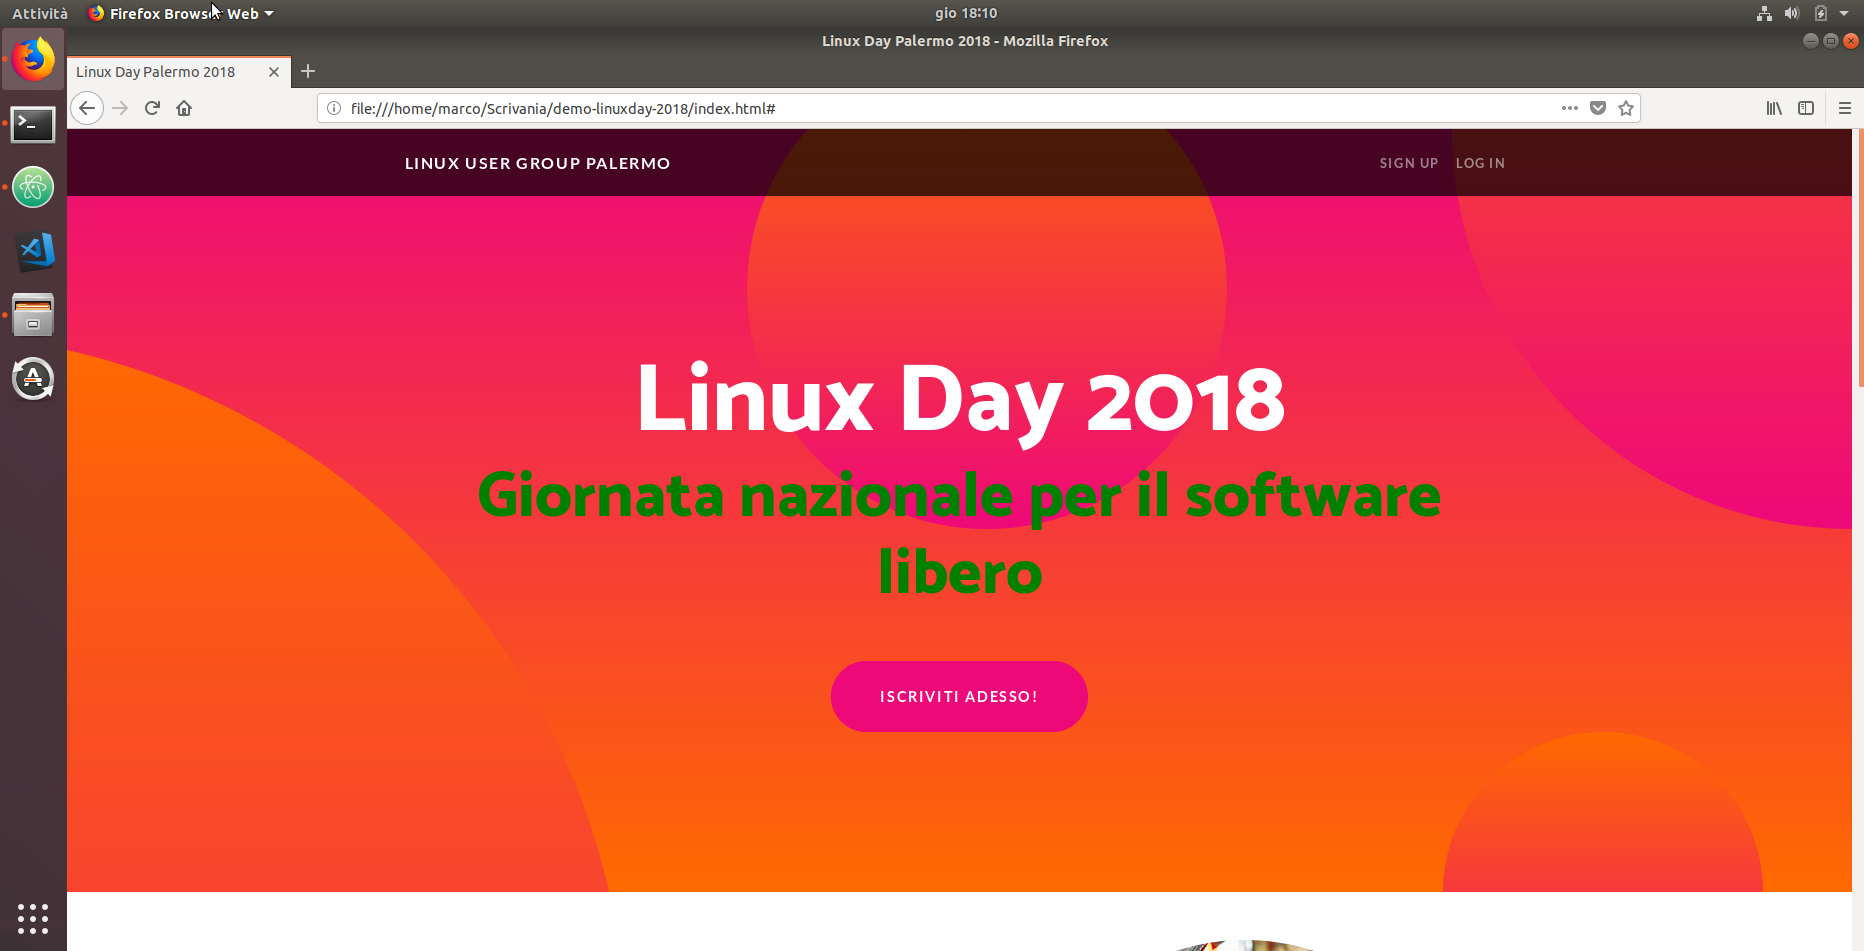 Attività
Firefox Browser Web
gio 18:10
Linux Day Palermo 2018 - Mozilla Firefox
Linux Day Palermo 2018
file:///home/marco/Scrivania/demo-linuxday-2018/index.html#
LINUX USER GROUP PALERMO
SIGN UP
LOG IN
Linux Day 2018
Giornata nazionale per il software
libero
ISCRIVITI ADESSO!